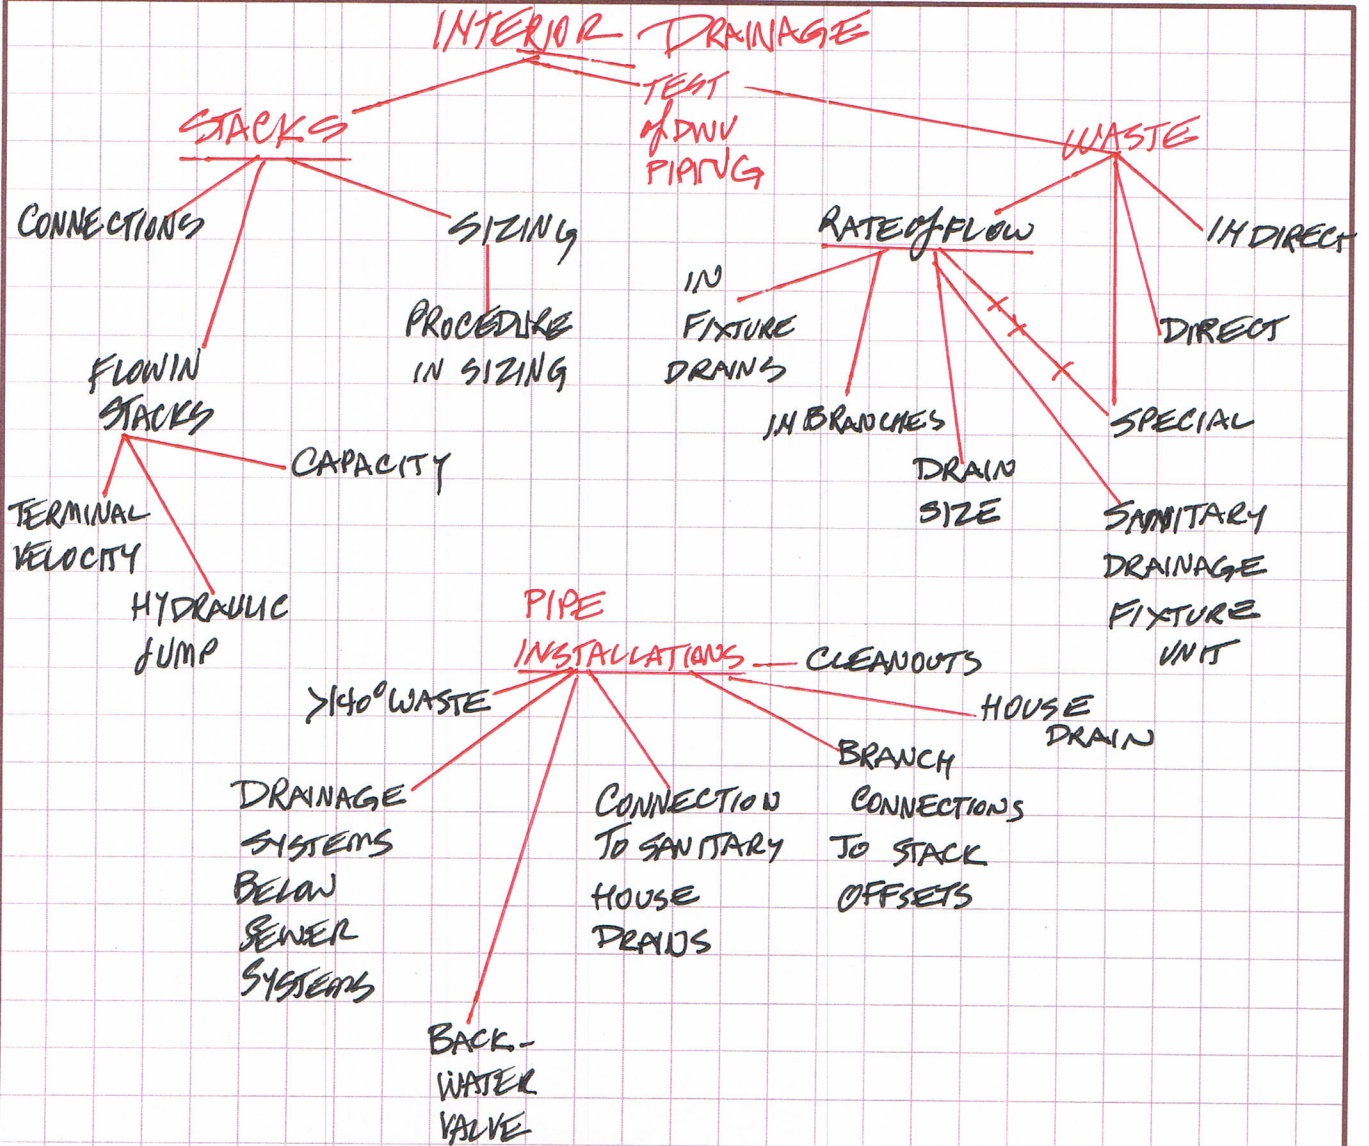 INTERIOR DRAINAGE
TEST
of DWV
PIPING
STACKS
WASTE
CONNECTIONS
SIZING
RATE of FLOW
INDIRECT
IN
FIXTURE
DRAINS
PROCEDURE
IN SIZING
DIRECT
FLOW IN
STACKS
IN BRANCHES
SPECIAL
CAPACITY
DRAIN
SIZE
TERMINAL
VELOCITY
SANITARY
DRAINAGE
FIXTURE
UNIT
HYDRAULIC
JUMP
PIPE
INSTALLATIONS
CLEANOUTS
>140° WASTE
HOUSE
DRAIN
BRANCH
CONNECTIONS
TO STACK
OFFSETS
DRAINAGE
SYSTEMS
BELOW
SEWER
SYSTEMS
CONNECTION
TO SANITARY
HOUSE
DRAINS
BACK-
WATER
VALVE